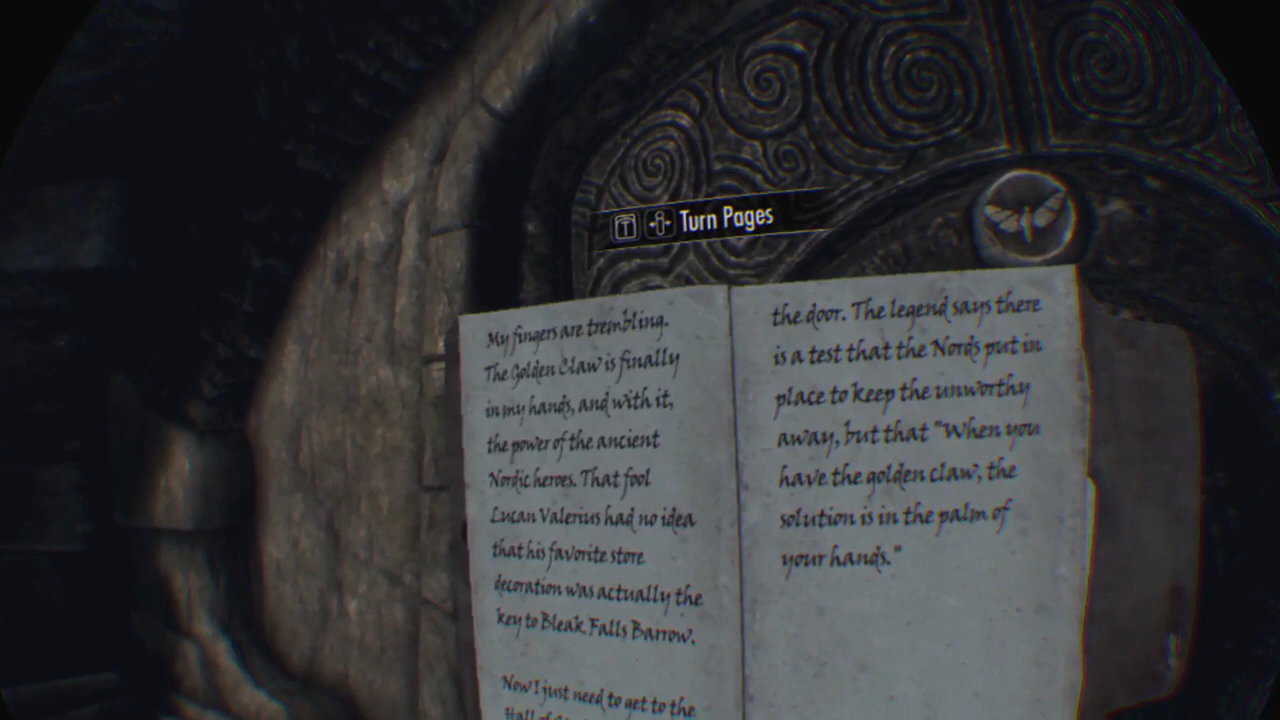 Turn Pages
My fingers are trembling.
The Golden Claw is finally
in my hands, and with it,
the power of the ancient
Nordic heroes. That fool
Lucan Valerius had no idea
that his favorite store
decoration was actually the
key to Bleak Falls Barrow.
Now I just need to get to the
Hall of
the door. The legend says there
is a test that the Nords put in
place to keep the unworthy
away, but that "When you
have the golden claw, the
solution is in the palm of
your hands."